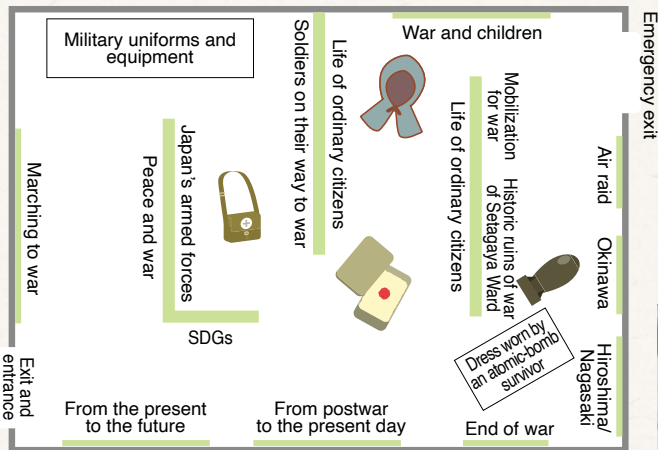 Military uniforms and
equipment
War and children
Emergency exit
Soldiers on their way to war
Life of ordinary citizens
Mobilization
for war
Historic ruins of war
of Setagaya Ward
Life of ordinary citizens
Air raid
Okinawa
Hiroshima/
Nagasaki
Marching to war
Japan's armed forces
Peace and war
SDGs
Dress worn by
an atomic-bomb
survivor
Exit and
entrance
From the present
to the future
From postwar
to the present day
End of war